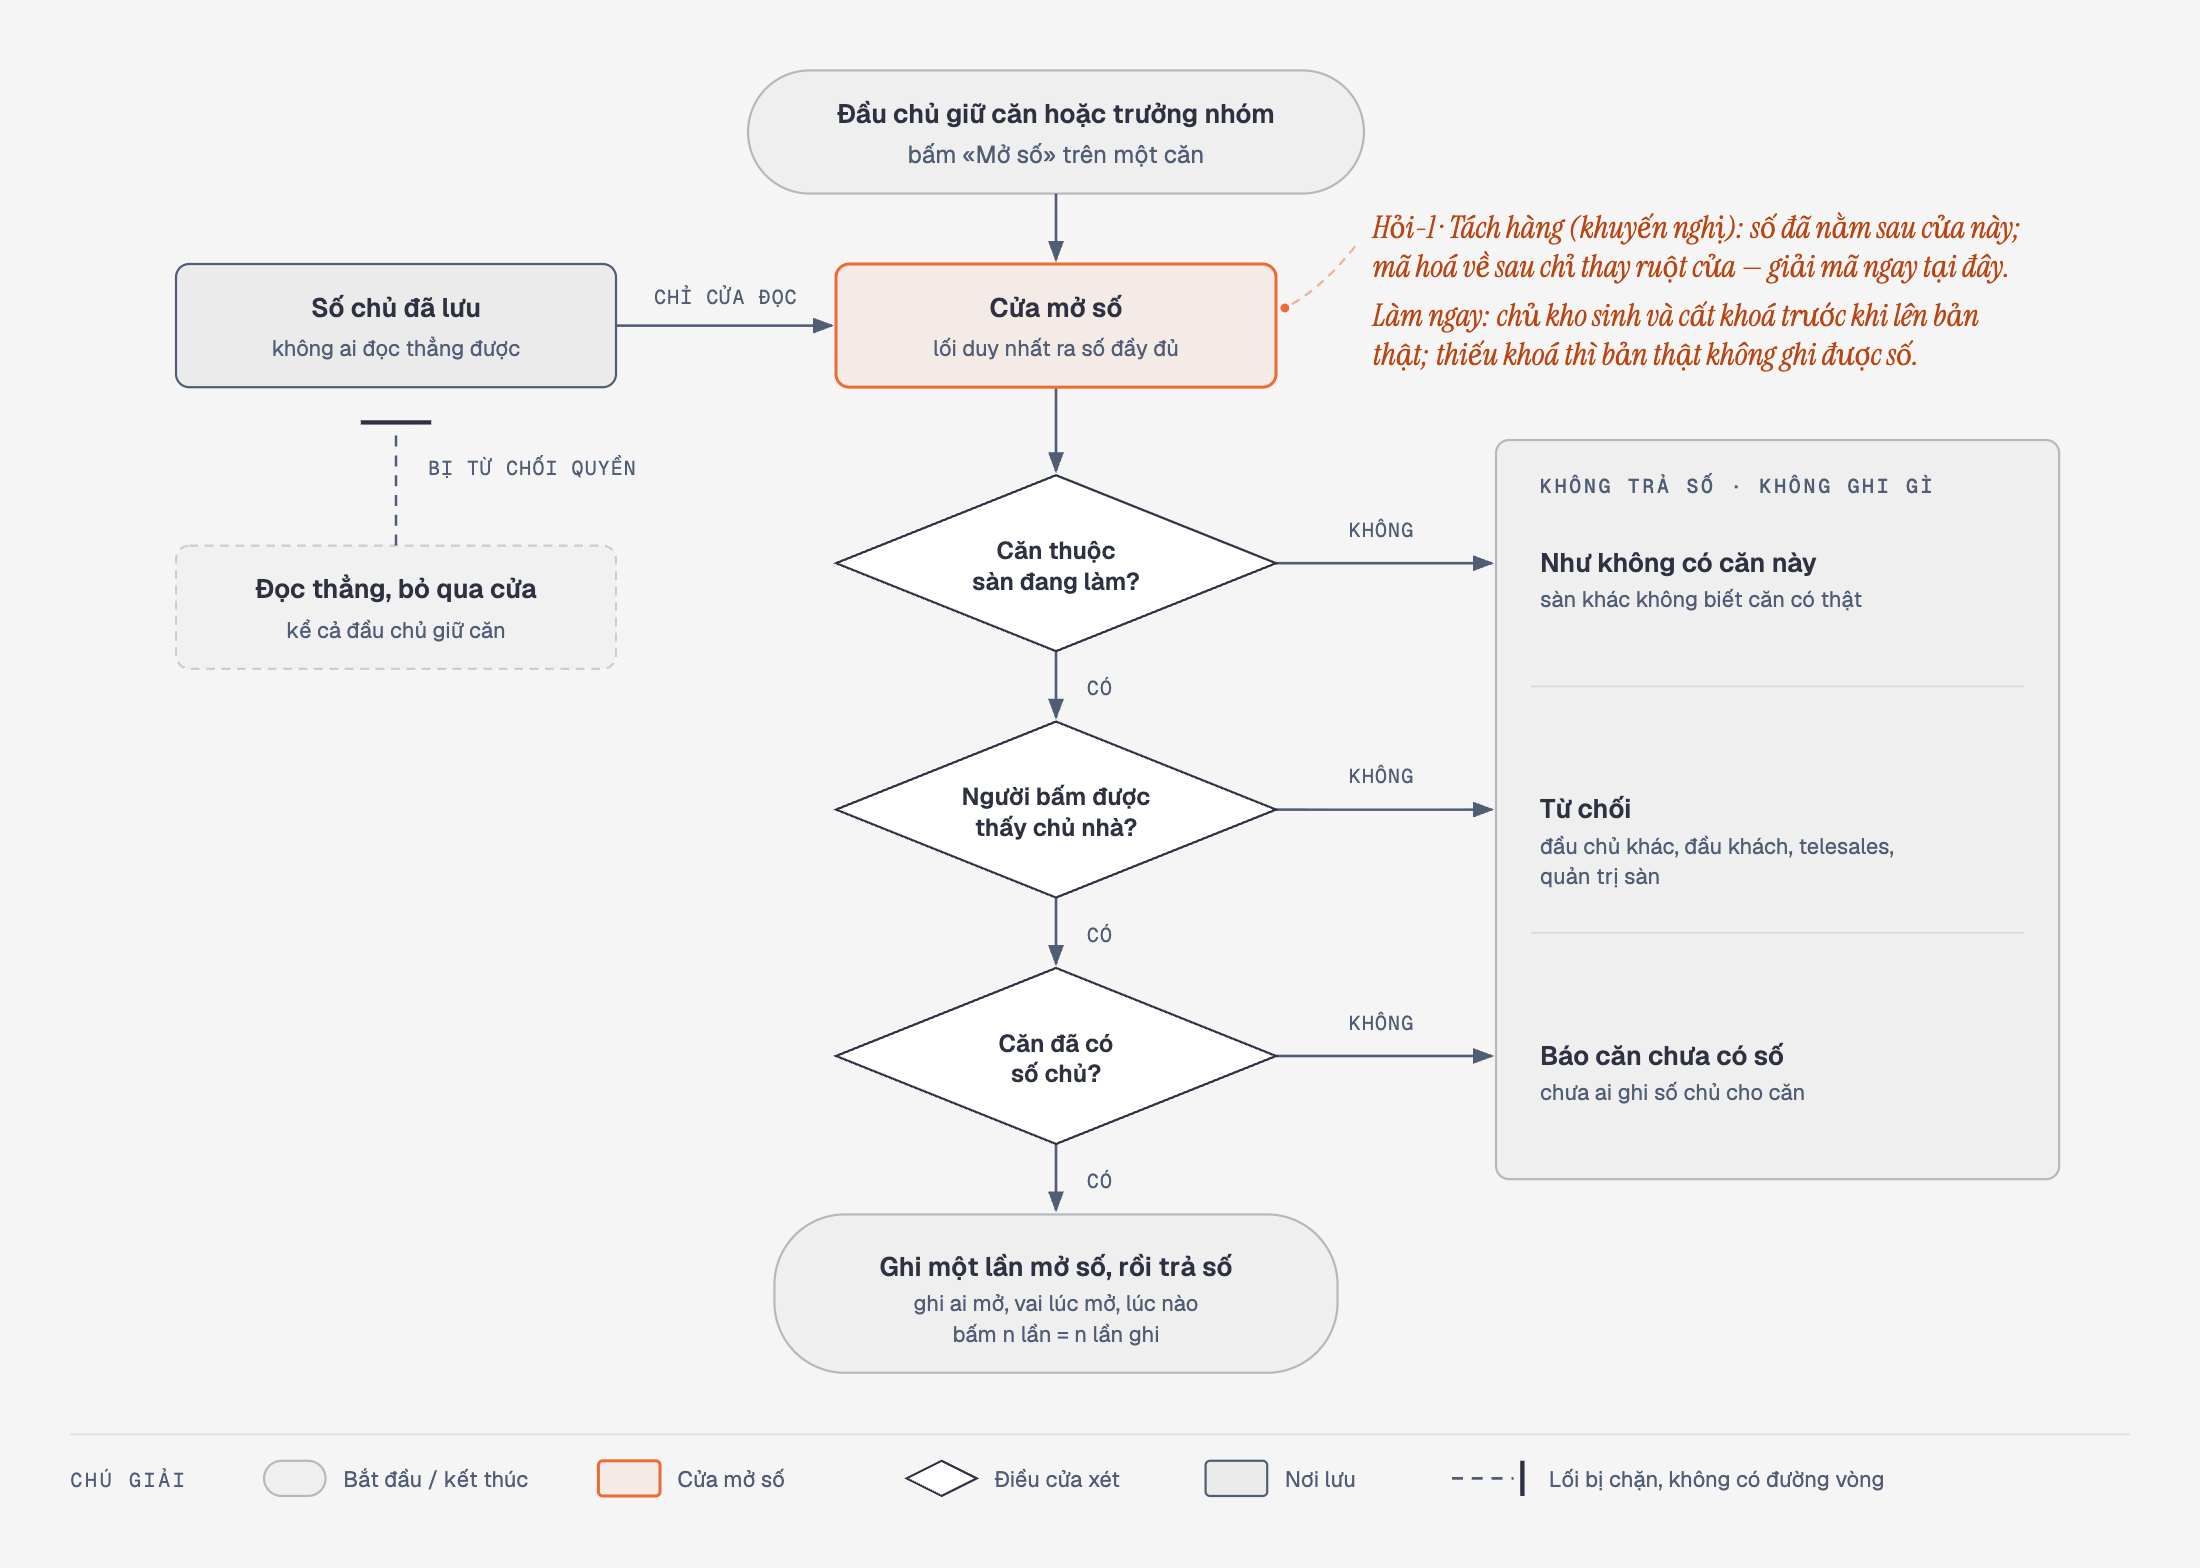 Đầu chủ giữ căn hoặc trưởng nhóm
bấm «Mở số» trên một căn
Hỏi-1 · Tách hàng (khuyến nghị): số đã nằm sau cửa này;
mã hoá về sau chỉ thay ruột cửa — giải mã ngay tại đây.
Làm ngay: chủ kho sinh và cất khoá trước khi lên bản
thật; thiếu khoá thì bản thật không ghi được số.
Số chủ đã lưu
không ai đọc thẳng được
CHỈ CỬA ĐỌC
Cửa mở số
lối duy nhất ra số đầy đủ
BỊ TỪ CHỐI QUYỀN
Đọc thẳng, bỏ qua cửa
kể cả đầu chủ giữ căn
Căn thuộc
sàn đang làm?
KHÔNG
KHÔNG TRẢ SỐ · KHÔNG GHI GÌ
Như không có căn này
sàn khác không biết căn có thật
CÓ
Người bấm được
thấy chủ nhà?
KHÔNG
Từ chối
đầu chủ khác, đầu khách, telesales,
quản trị sàn
CÓ
Căn đã có
số chủ?
KHÔNG
Báo căn chưa có số
chưa ai ghi số chủ cho căn
CÓ
Ghi một lần mở số, rồi trả số
ghi ai mở, vai lúc mở, lúc nào
bấm n lần = n lần ghi
CHÚ GIẢI
Bắt đầu / kết thúc
Cửa mở số
Điều cửa xét
Nơi lưu
Lối bị chặn, không có đường vòng